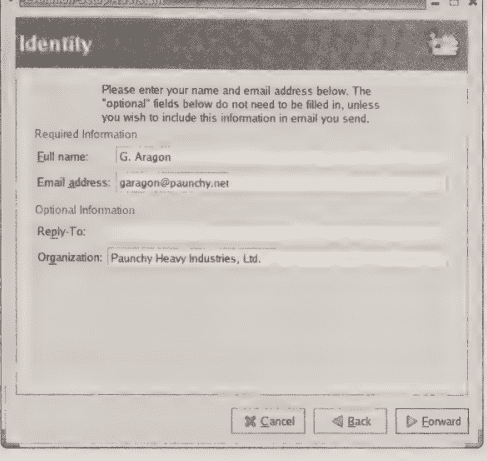 Identity
Please enter your name and email address below. The
"optional" fields below do not need to be filled in, unless
you wish to include this information in email you send.
Required Information
Full name: G. Aragon
Email address: garagon@paunchy.net
Optional Information
Reply-To:
Organization: Paunchy Heavy Industries, Ltd.
Cancel Back Forward